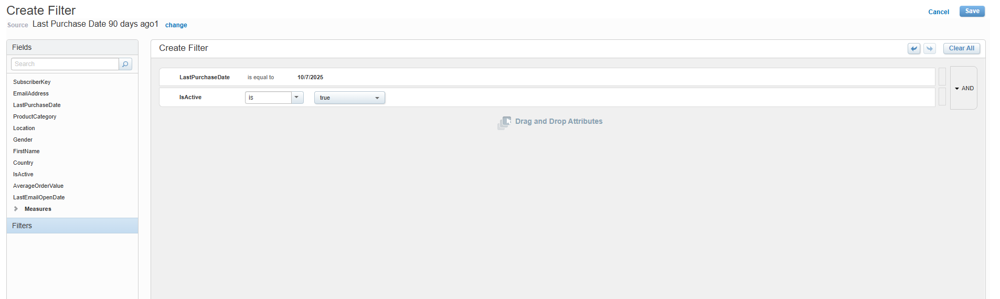 Create Filter
Cancel
Save
Source Last Purchase Date 90 days ago1 change
Fields
Search
SubscriberKey
EmailAddress
LastPurchaseDate
ProductCategory
Location
Gender
FirstName
Country
IsActive
AverageOrderValue
LastEmailOpenDate
Measures
Filters
Create Filter
Clear All
LastPurchaseDate is equal to 10/7/2025
IsActive is true
AND
Drag and Drop Attributes